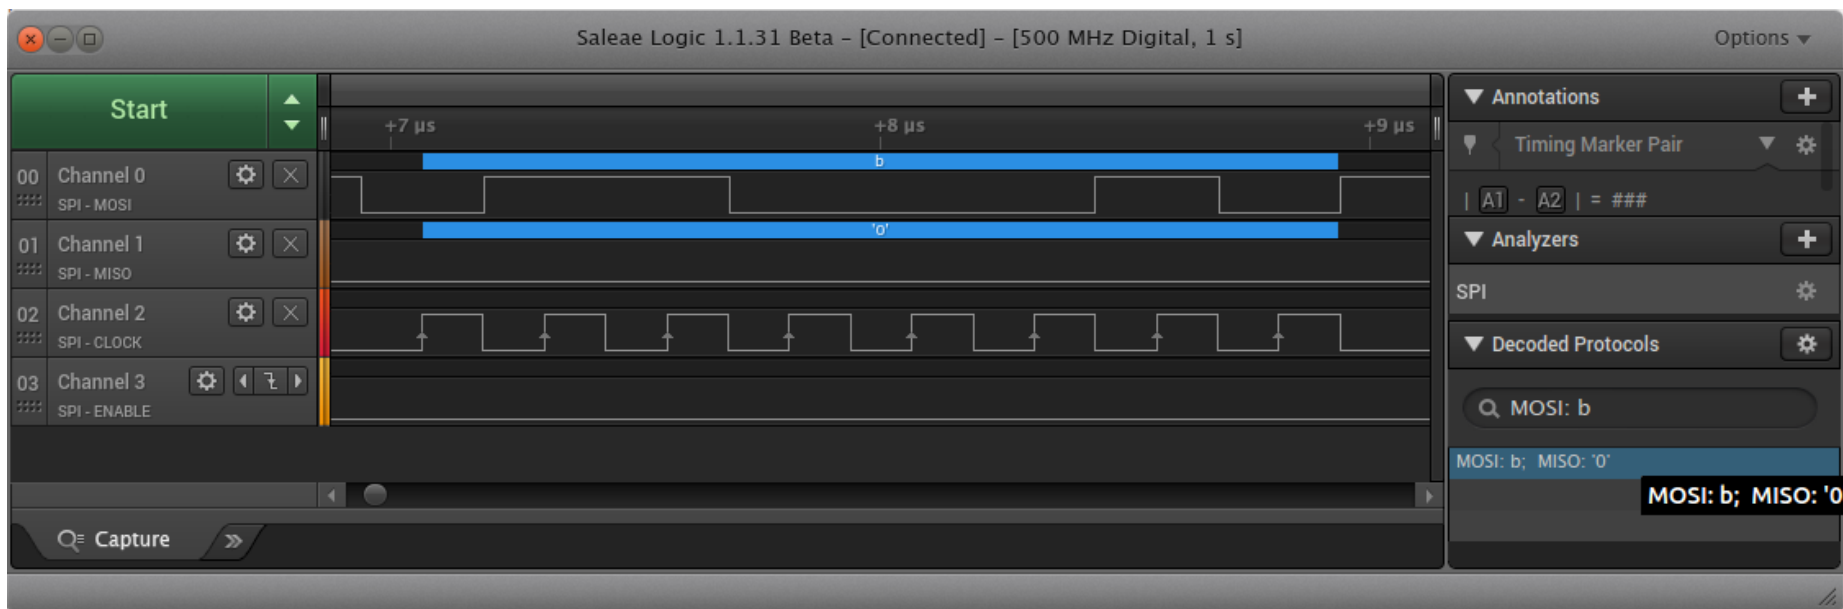 Saleae Logic 1.1.31 Beta – [Connected] – [500 MHz Digital, 1 s]
Options
Start
+7 µs
+8 µs
+9 µs
Annotations
Timing Marker Pair
| A1 - A2 | = ###
00
Channel 0
SPI - MOSI
b
01
Channel 1
SPI - MISO
'0'
02
Channel 2
SPI - CLOCK
03
Channel 3
SPI - ENABLE
Analyzers
SPI
Decoded Protocols
MOSI: b
MOSI: b;  MISO: '0'
MOSI: b;  MISO: '0
Capture